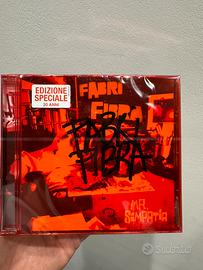 EDIZIONE
SPECIALE
20 ANNI
FABRI
FIBRA
FABRI
FIBRA
MR.
SIMPATIA
Subito